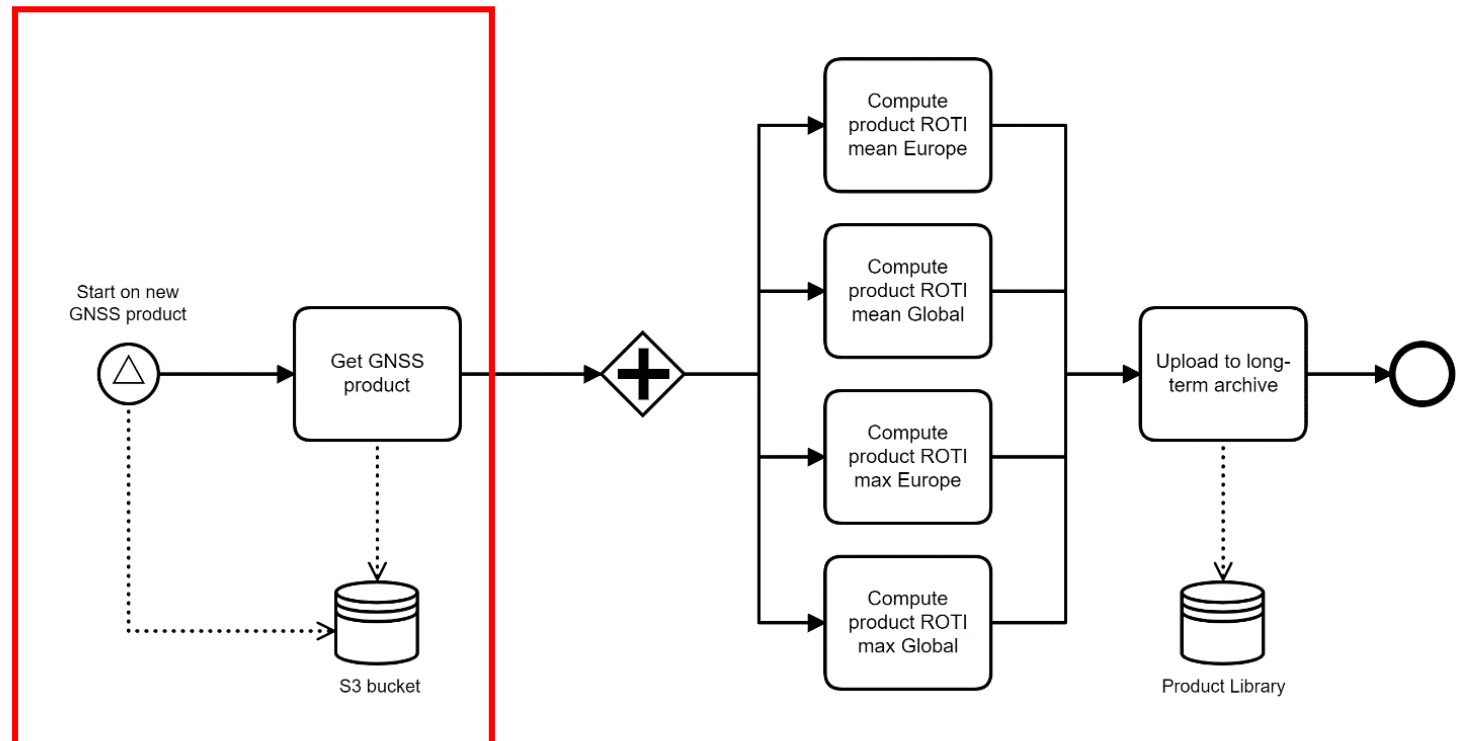 Start on new
GNSS product
Get GNSS
product
S3 bucket
Compute
product ROTI
mean Europe
Compute
product ROTI
mean Global
Compute
product ROTI
max Europe
Compute
product ROTI
max Global
Upload to long-
term archive
Product Library